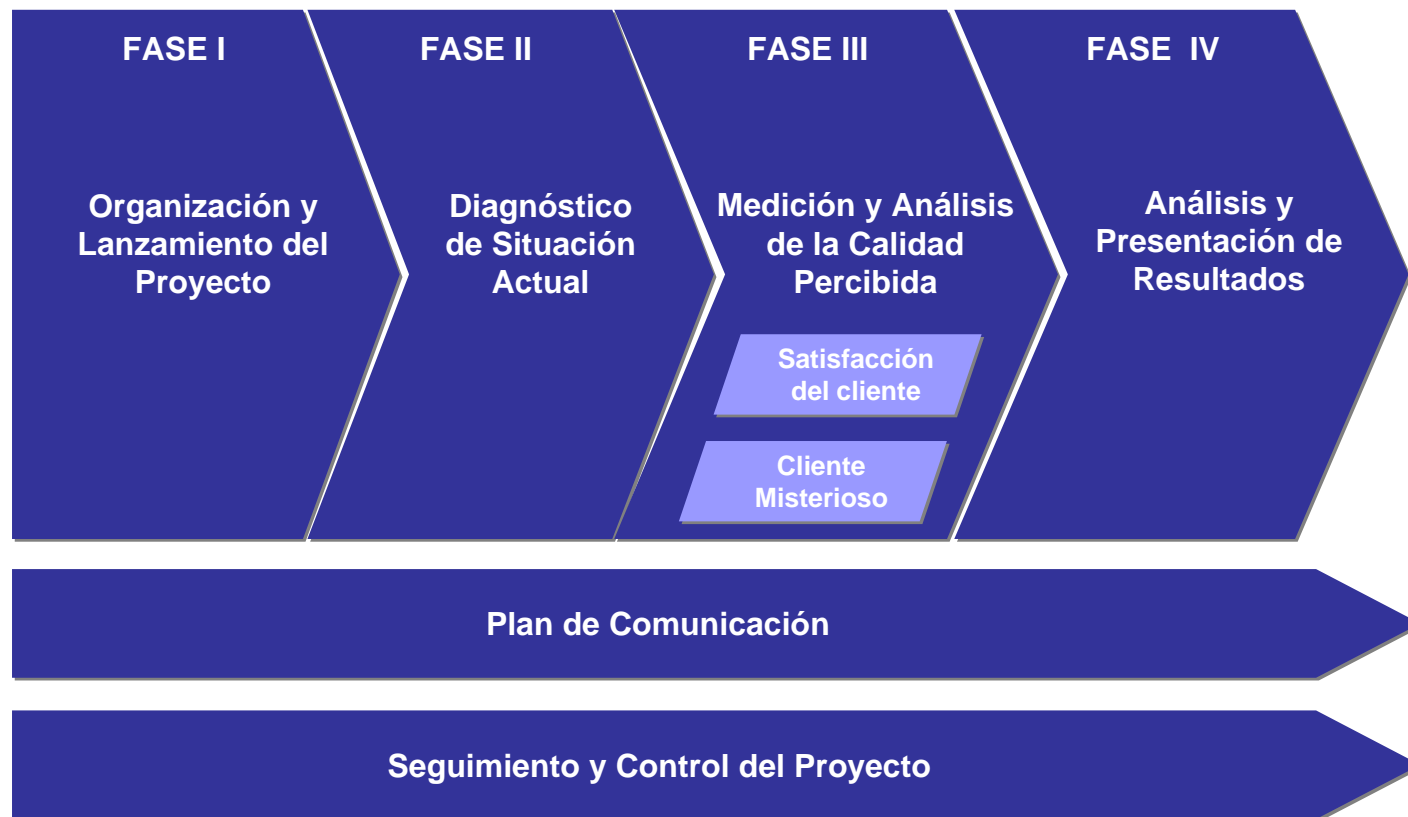 FASE I
Organización y
Lanzamiento del
Proyecto
FASE II
Diagnóstico
de Situación
Actual
FASE III
Medición y Análisis
de la Calidad
Percibida
Satisfacción
del cliente
Cliente
Misterioso
FASE IV
Análisis y
Presentación de
Resultados
Plan de Comunicación
Seguimiento y Control del Proyecto